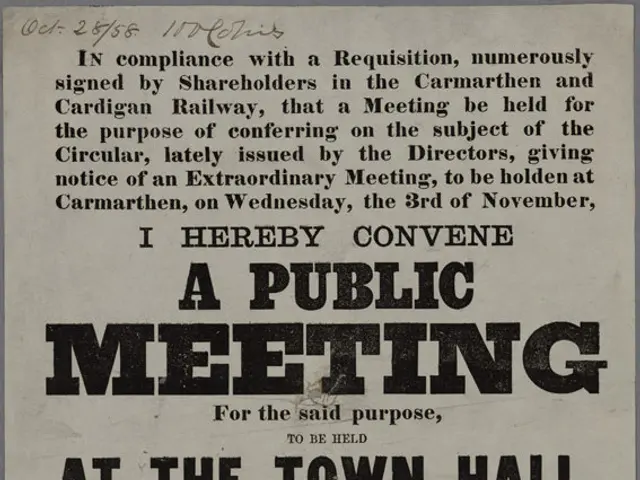 Oct. 28/58 100 Copies
IN compliance with a Requisition, numerously
signed by Shareholders in the Carmarthen and
Cardigan Railway, that a Meeting be held for
the purpose of conferring on the subject of the
Circular, lately issued by the Directors, giving
notice of an Extraordinary Meeting, to be holden at
Carmarthen, on Wednesday, the 3rd of November,
I HEREBY CONVENE
A PUBLIC
MEETING
For the said purpose,
TO BE HELD
AT THE TOWN HALL